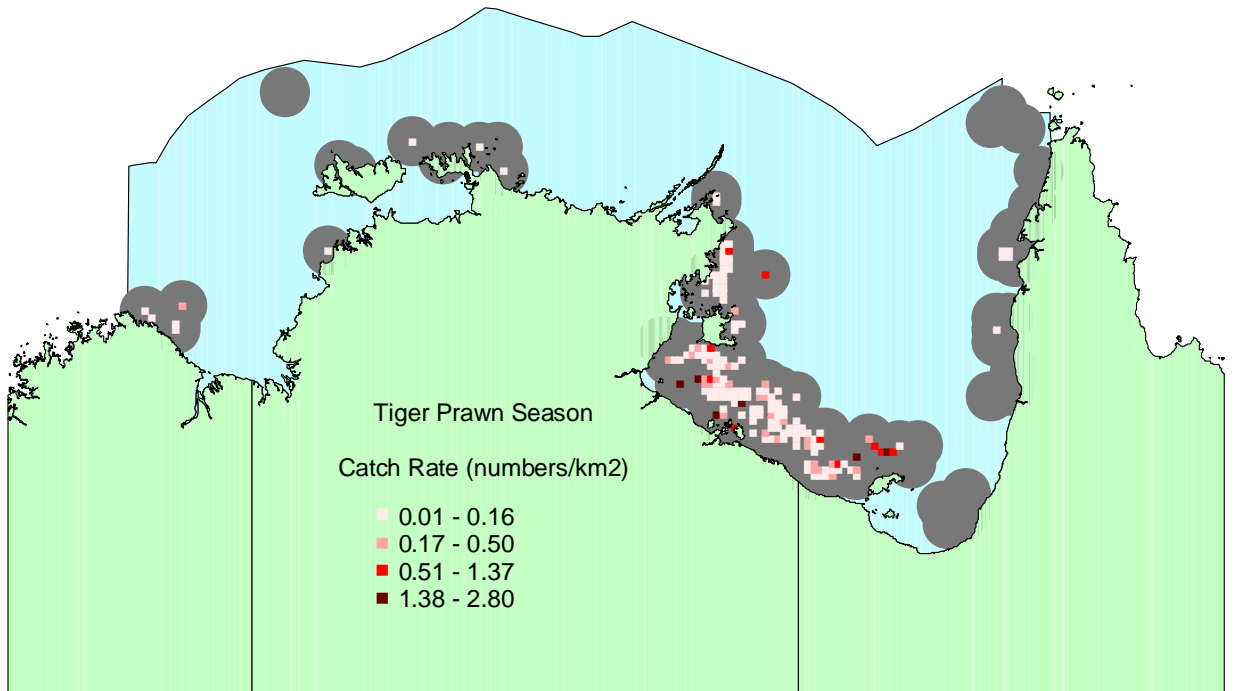 Tiger Prawn Season
Catch Rate (numbers/km2)
0.01 - 0.16
0.17 - 0.50
0.51 - 1.37
1.38 - 2.80